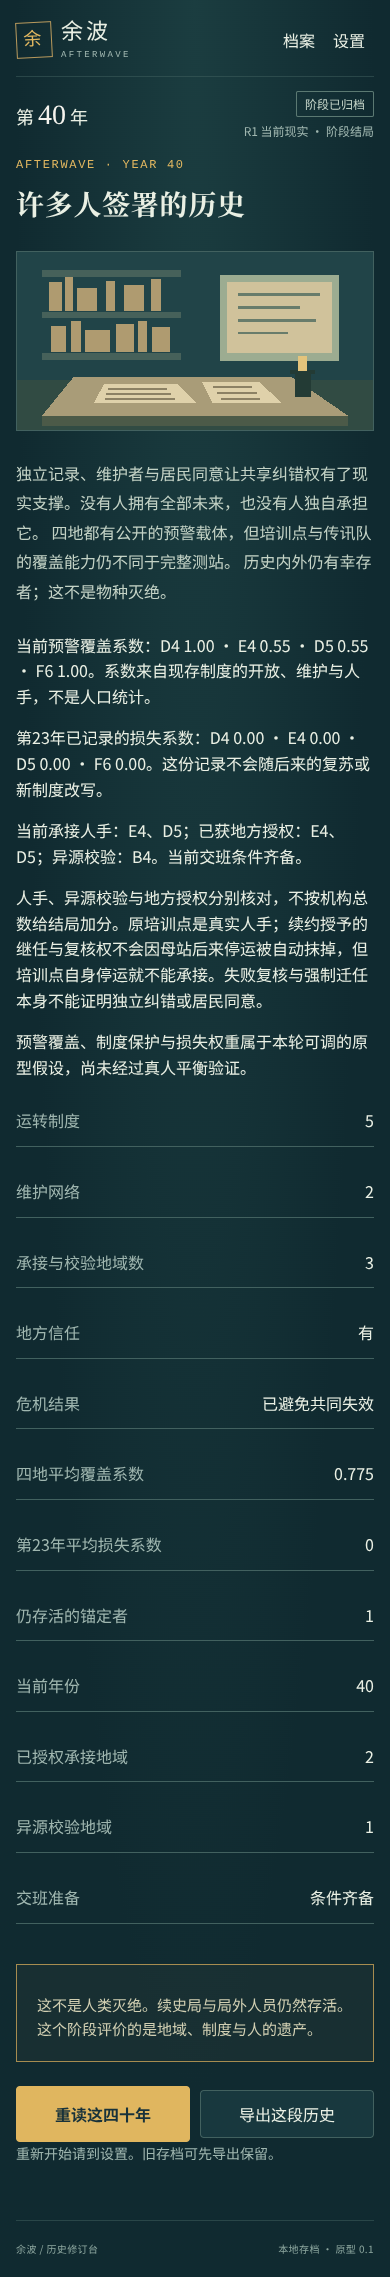 余
余波
AFTERWAVE
档案 设置
第 40 年
阶段已归档
R1 当前现实 · 阶段结局
AFTERWAVE · YEAR 40
许多人签署的历史
独立记录、维护者与居民同意让共享纠错权有了现
实支撑。没有人拥有全部未来，也没有人独自承担
它。 四地都有公开的预警载体，但培训点与传讯队
的覆盖能力仍不同于完整测站。 历史内外仍有幸存
者；这不是物种灭绝。
当前预警覆盖系数：D4 1.00 · E4 0.55 · D5 0.55
· F6 1.00。系数来自现存制度的开放、维护与人
手，不是人口统计。
第23年已记录的损失系数：D4 0.00 · E4 0.00 ·
D5 0.00 · F6 0.00。这份记录不会随后来的复苏或
新制度改写。
当前承接人手：E4、D5；已获地方授权：E4、
D5；异源校验：B4。当前交班条件齐备。
人手、异源校验与地方授权分别核对，不按机构总
数给结局加分。原培训点是真实人手；续约授予的
继任与复核权不会因母站后来停运被自动抹掉，但
培训点自身停运就不能承接。失败复核与强制迁任
本身不能证明独立纠错或居民同意。
预警覆盖、制度保护与损失权重属于本轮可调的原
型假设，尚未经过真人平衡验证。
运转制度 5
维护网络 2
承接与校验地域数 3
地方信任 有
危机结果 已避免共同失效
四地平均覆盖系数 0.775
第23年平均损失系数 0
仍存活的锚定者 1
当前年份 40
已授权承接地域 2
异源校验地域 1
交班准备 条件齐备
这不是人类灭绝。续史局与局外人员仍然存活。
这个阶段评价的是地域、制度与人的遗产。
重读这四十年 导出这段历史
重新开始请到设置。旧存档可先导出保留。
余波 / 历史修订台 本地存档 · 原型 0.1